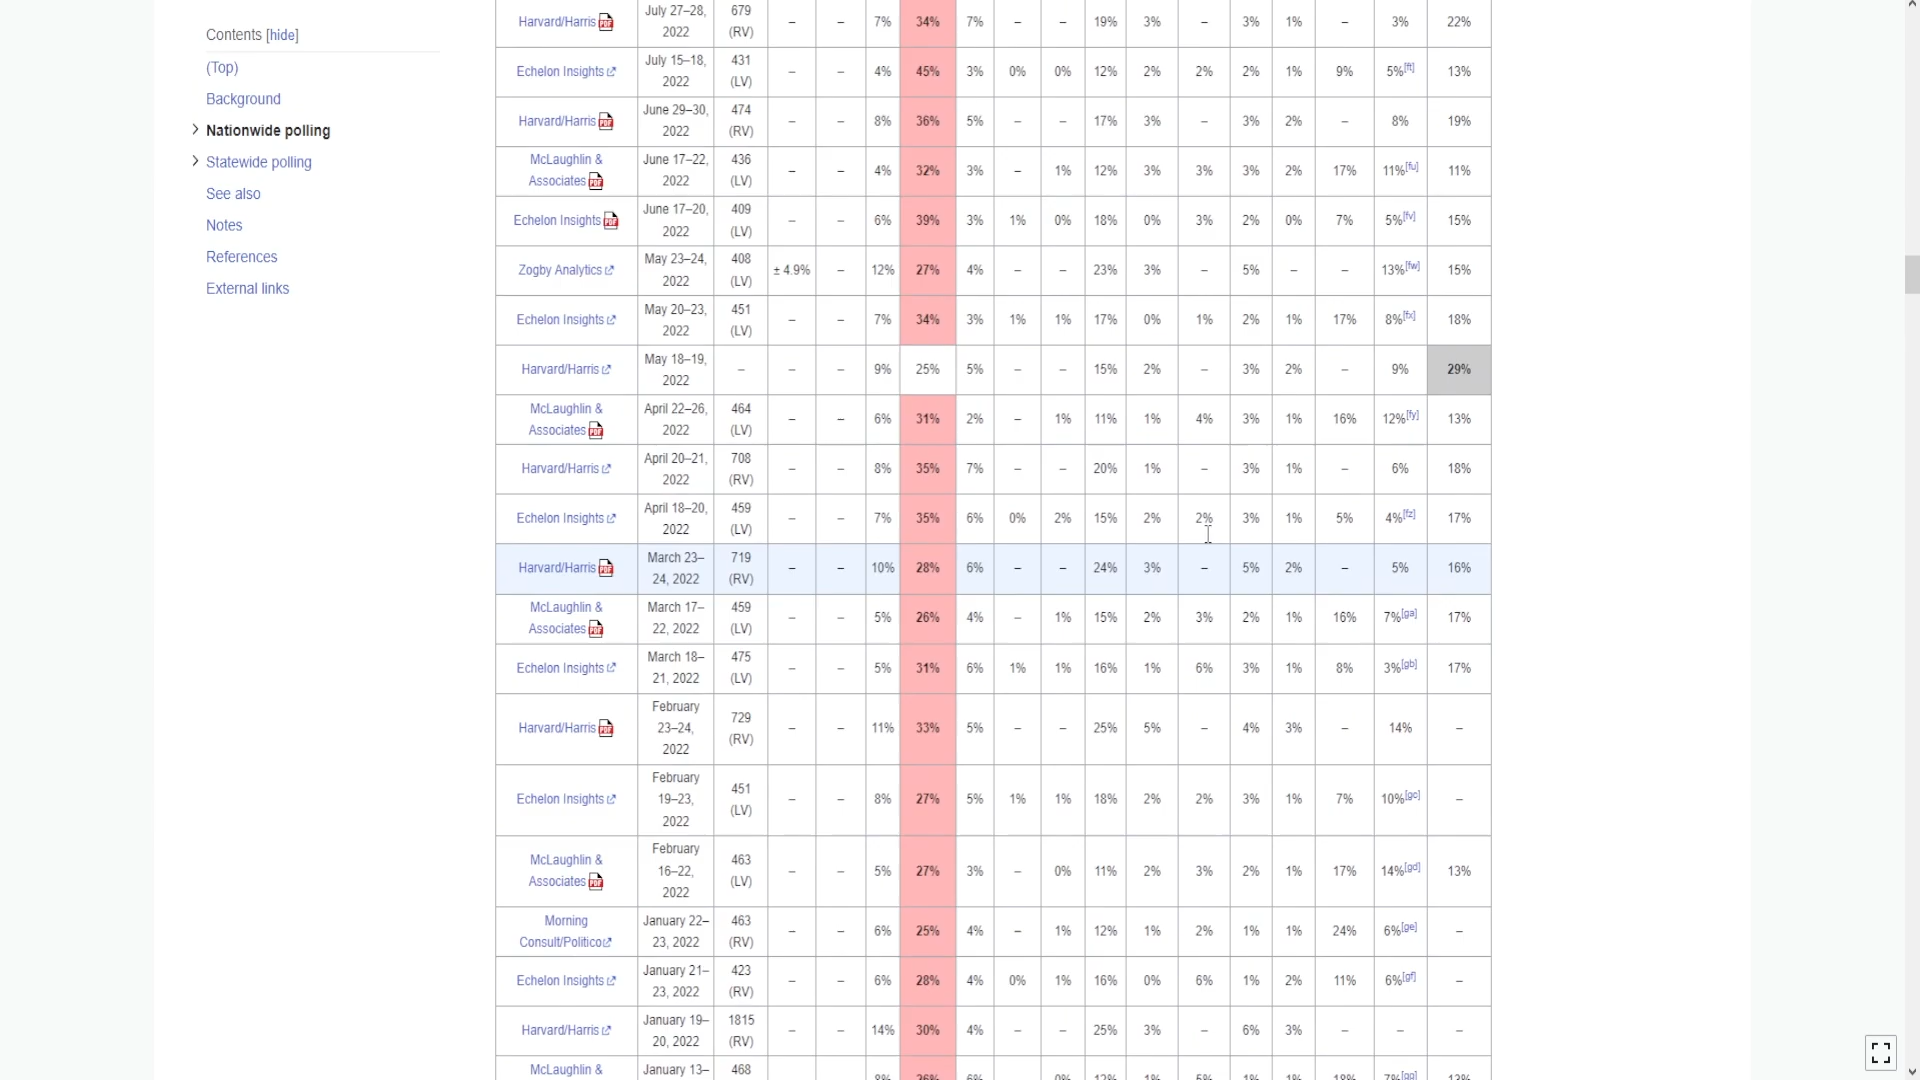 Contents [hide]
(Top)
Background
Nationwide polling
Statewide polling
See also
Notes
References
External links
Harvard/Harris July 27–28, 2022 679 (RV) – – 7% 34% 7% – – 19% 3% – 3% 1% – 3% 22%
Echelon Insights July 15–18, 2022 431 (LV) – – 4% 45% 3% 0% 0% 12% 2% 2% 2% 1% 9% 5%[ft] 13%
Harvard/Harris June 29–30, 2022 474 (RV) – – 8% 36% 5% – – 17% 3% – 3% 2% – 8% 19%
McLaughlin & Associates June 17–22, 2022 436 (LV) – – 4% 32% 3% – 1% 12% 3% 3% 3% 2% 17% 11%[fu] 11%
Echelon Insights June 17–20, 2022 409 (LV) – – 6% 39% 3% 1% 0% 18% 0% 3% 2% 0% 7% 5%[fv] 15%
Zogby Analytics May 23–24, 2022 408 (LV) ± 4.9% – 12% 27% 4% – – 23% 3% – 5% – – 13%[fw] 15%
Echelon Insights May 20–23, 2022 451 (LV) – – 7% 34% 3% 1% 1% 17% 0% 1% 2% 1% 17% 8%[fx] 18%
Harvard/Harris May 18–19, 2022 – – – 9% 25% 5% – – 15% 2% – 3% 2% – 9% 29%
McLaughlin & Associates April 22–26, 2022 464 (LV) – – 6% 31% 2% – 1% 11% 1% 4% 3% 1% 16% 12%[fy] 13%
Harvard/Harris April 20–21, 2022 708 (RV) – – 8% 35% 7% – – 20% 1% – 3% 1% – 6% 18%
Echelon Insights April 18–20, 2022 459 (LV) – – 7% 35% 6% 0% 2% 15% 2% 2% 3% 1% 5% 4%[fz] 17%
Harvard/Harris March 23–24, 2022 719 (RV) – – 10% 28% 6% – – 24% 3% – 5% 2% – 5% 16%
McLaughlin & Associates March 17–22, 2022 459 (LV) – – 5% 26% 4% – 1% 15% 2% 3% 2% 1% 16% 7%[ga] 17%
Echelon Insights March 18–21, 2022 475 (LV) – – 5% 31% 6% 1% 1% 16% 1% 6% 3% 1% 8% 3%[gb] 17%
Harvard/Harris February 23–24, 2022 729 (RV) – – 11% 33% 5% – – 25% 5% – 4% 3% – 14% –
Echelon Insights February 19–23, 2022 451 (LV) – – 8% 27% 5% 1% 1% 18% 2% 2% 3% 1% 7% 10%[gc] –
McLaughlin & Associates February 16–22, 2022 463 (LV) – – 5% 27% 3% – 0% 11% 2% 3% 2% 1% 17% 14%[gd] 13%
Morning Consult/Politico January 22–23, 2022 463 (RV) – – 6% 25% 4% – 1% 12% 1% 2% 1% 1% 24% 6%[ge] –
Echelon Insights January 21–23, 2022 423 (RV) – – 6% 28% 4% 0% 1% 16% 0% 6% 1% 2% 11% 6%[gf] –
Harvard/Harris January 19–20, 2022 1815 (RV) – – 14% 30% 4% – – 25% 3% – 6% 3% – – –
McLaughlin & January 13– 468